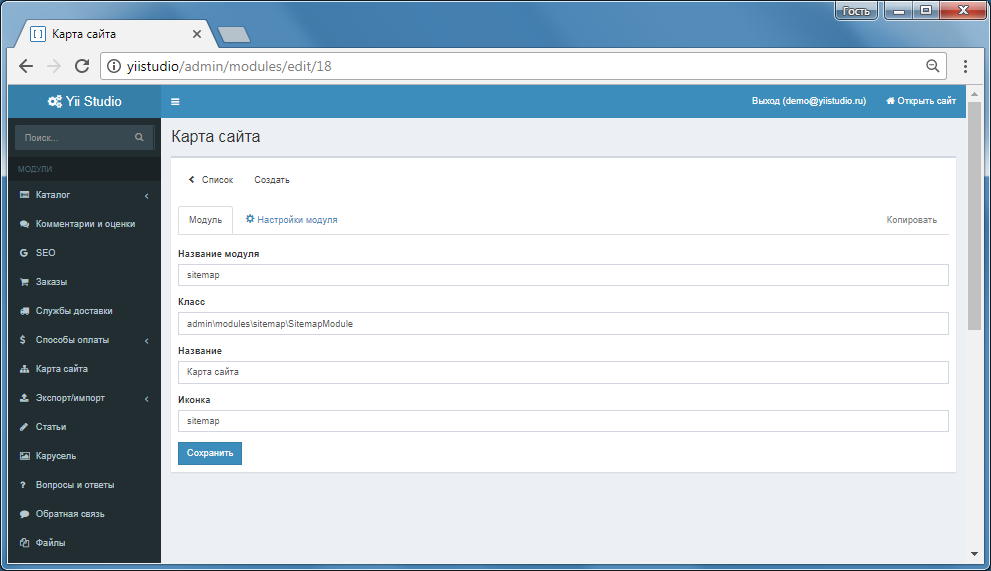 Гость
Карта сайта
yiistudio/admin/modules/edit/18
Yii Studio
Выход (demo@yiistudio.ru)
Открыть сайт
Поиск...
МОДУЛИ
Каталог
Комментарии и оценки
SEO
Заказы
Службы доставки
Способы оплаты
Карта сайта
Экспорт/импорт
Статьи
Карусель
Вопросы и ответы
Обратная связь
Файлы
Карта сайта
Список
Создать
Модуль
Настройки модуля
Копировать
Название модуля
sitemap
Класс
admin\modules\sitemap\SitemapModule
Название
Карта сайта
Иконка
sitemap
Сохранить